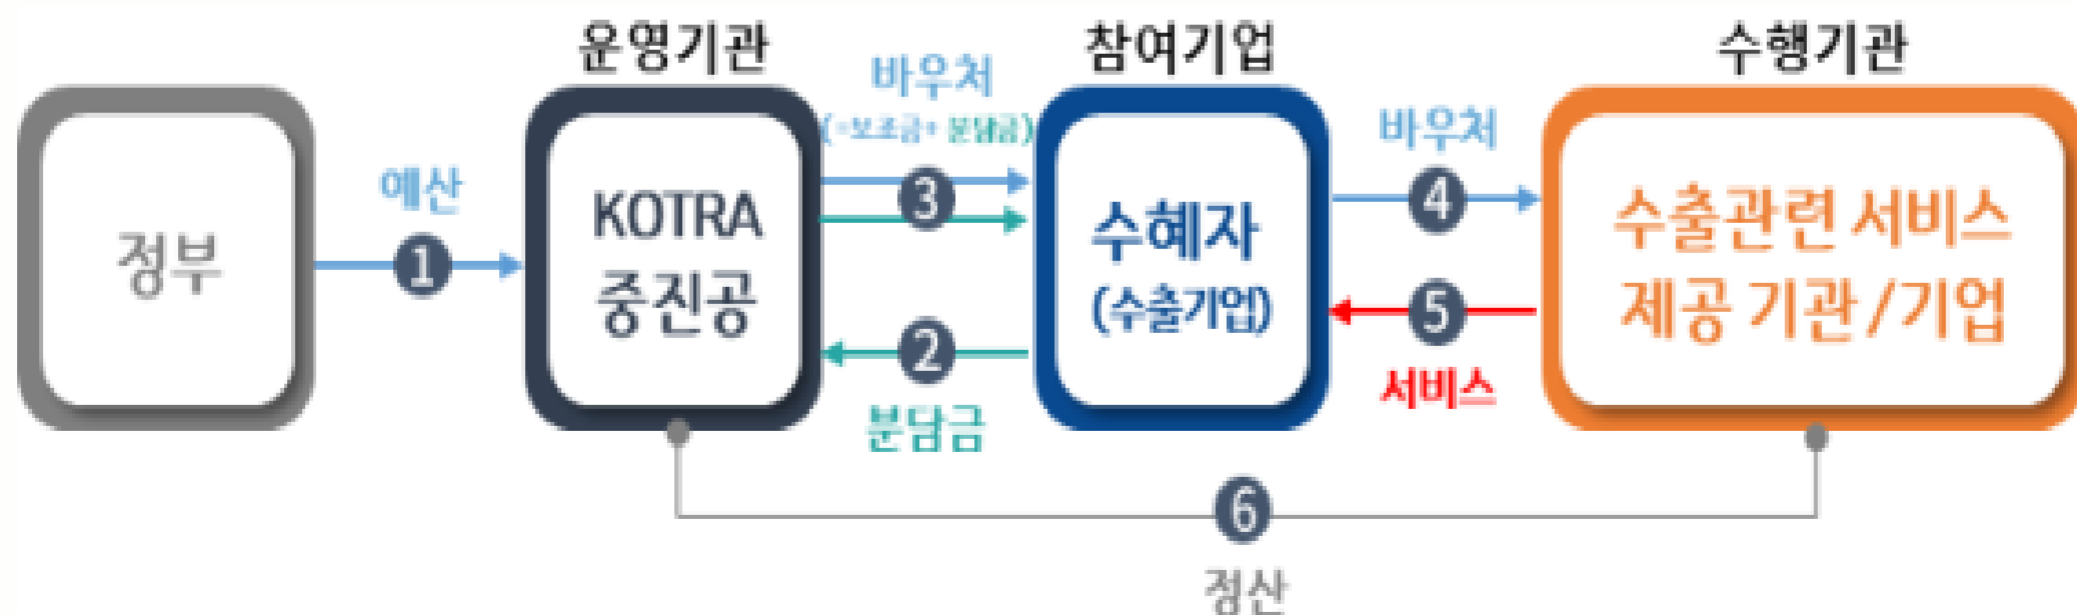 운영기관
참여기업
수행기관
바우처
(=보조금+ 분담금)
바우처
예산
정부
1
KOTRA
중진공
3
2
분담금
수혜자
(수출기업)
4
5
서비스
수출관련 서비스
제공 기관/기업
6
정산